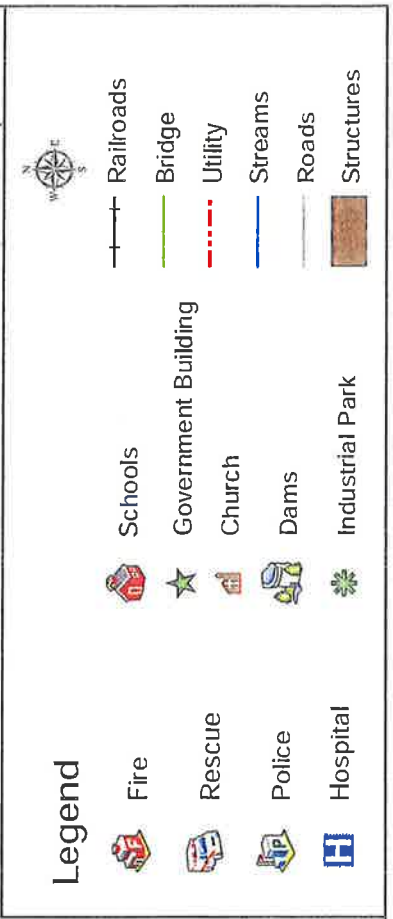 Legend
Fire
Rescue
Police
Hospital
Schools
Government Building
Church
Dams
Industrial Park
N
W E
S
Railroads
Bridge
Utility
Streams
Roads
Structures